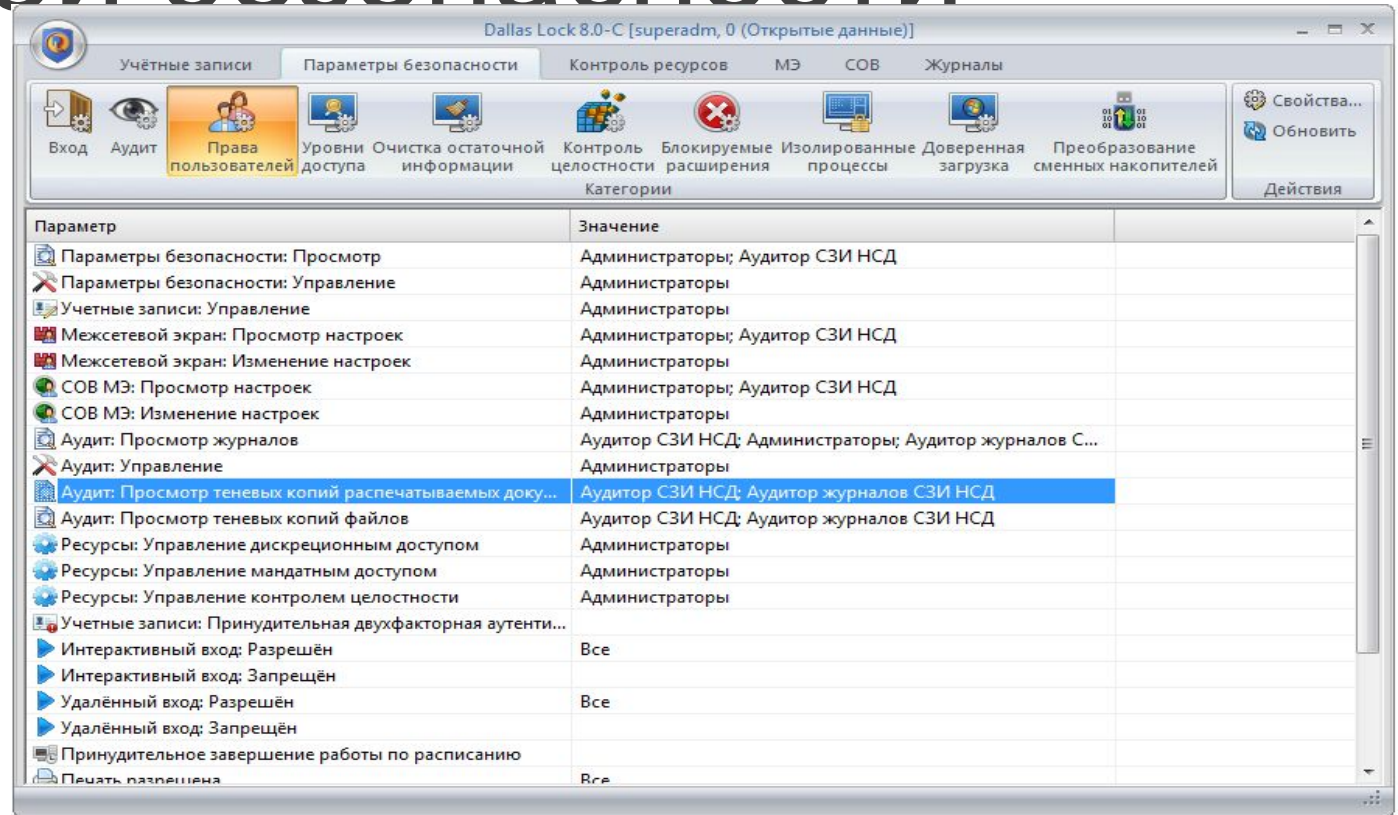 Dallas Lock 8.0-C [superadm, 0 (Открытые данные)]
Учётные записи Параметры безопасности Контроль ресурсов МЭ СОВ Журналы
Вход Аудит Права пользователей Уровни доступа Очистка остаточной информации Контроль целостности Блокируемые расширения Изолированные процессы Доверенная загрузка Преобразование сменных накопителей
Свойства...
Обновить
Категории Действия
Параметр Значение
Параметры безопасности: Просмотр Администраторы; Аудитор СЗИ НСД
Параметры безопасности: Управление Администраторы
Учетные записи: Управление Администраторы
Межсетевой экран: Просмотр настроек Администраторы; Аудитор СЗИ НСД
Межсетевой экран: Изменение настроек Администраторы
СОВ МЭ: Просмотр настроек Администраторы; Аудитор СЗИ НСД
СОВ МЭ: Изменение настроек Администраторы
Аудит: Просмотр журналов Аудитор СЗИ НСД; Администраторы; Аудитор журналов С...
Аудит: Управление Администраторы
Аудит: Просмотр теневых копий распечатываемых доку... Аудитор СЗИ НСД; Аудитор журналов СЗИ НСД
Аудит: Просмотр теневых копий файлов Аудитор СЗИ НСД; Аудитор журналов СЗИ НСД
Ресурсы: Управление дискреционным доступом Администраторы
Ресурсы: Управление мандатным доступом Администраторы
Ресурсы: Управление контролем целостности Администраторы
Учетные записи: Принудительная двухфакторная аутенти...
Интерактивный вход: Разрешён Все
Интерактивный вход: Запрещён
Удалённый вход: Разрешён Все
Удалённый вход: Запрещён
Принудительное завершение работы по расписанию
Печать разрешена Все